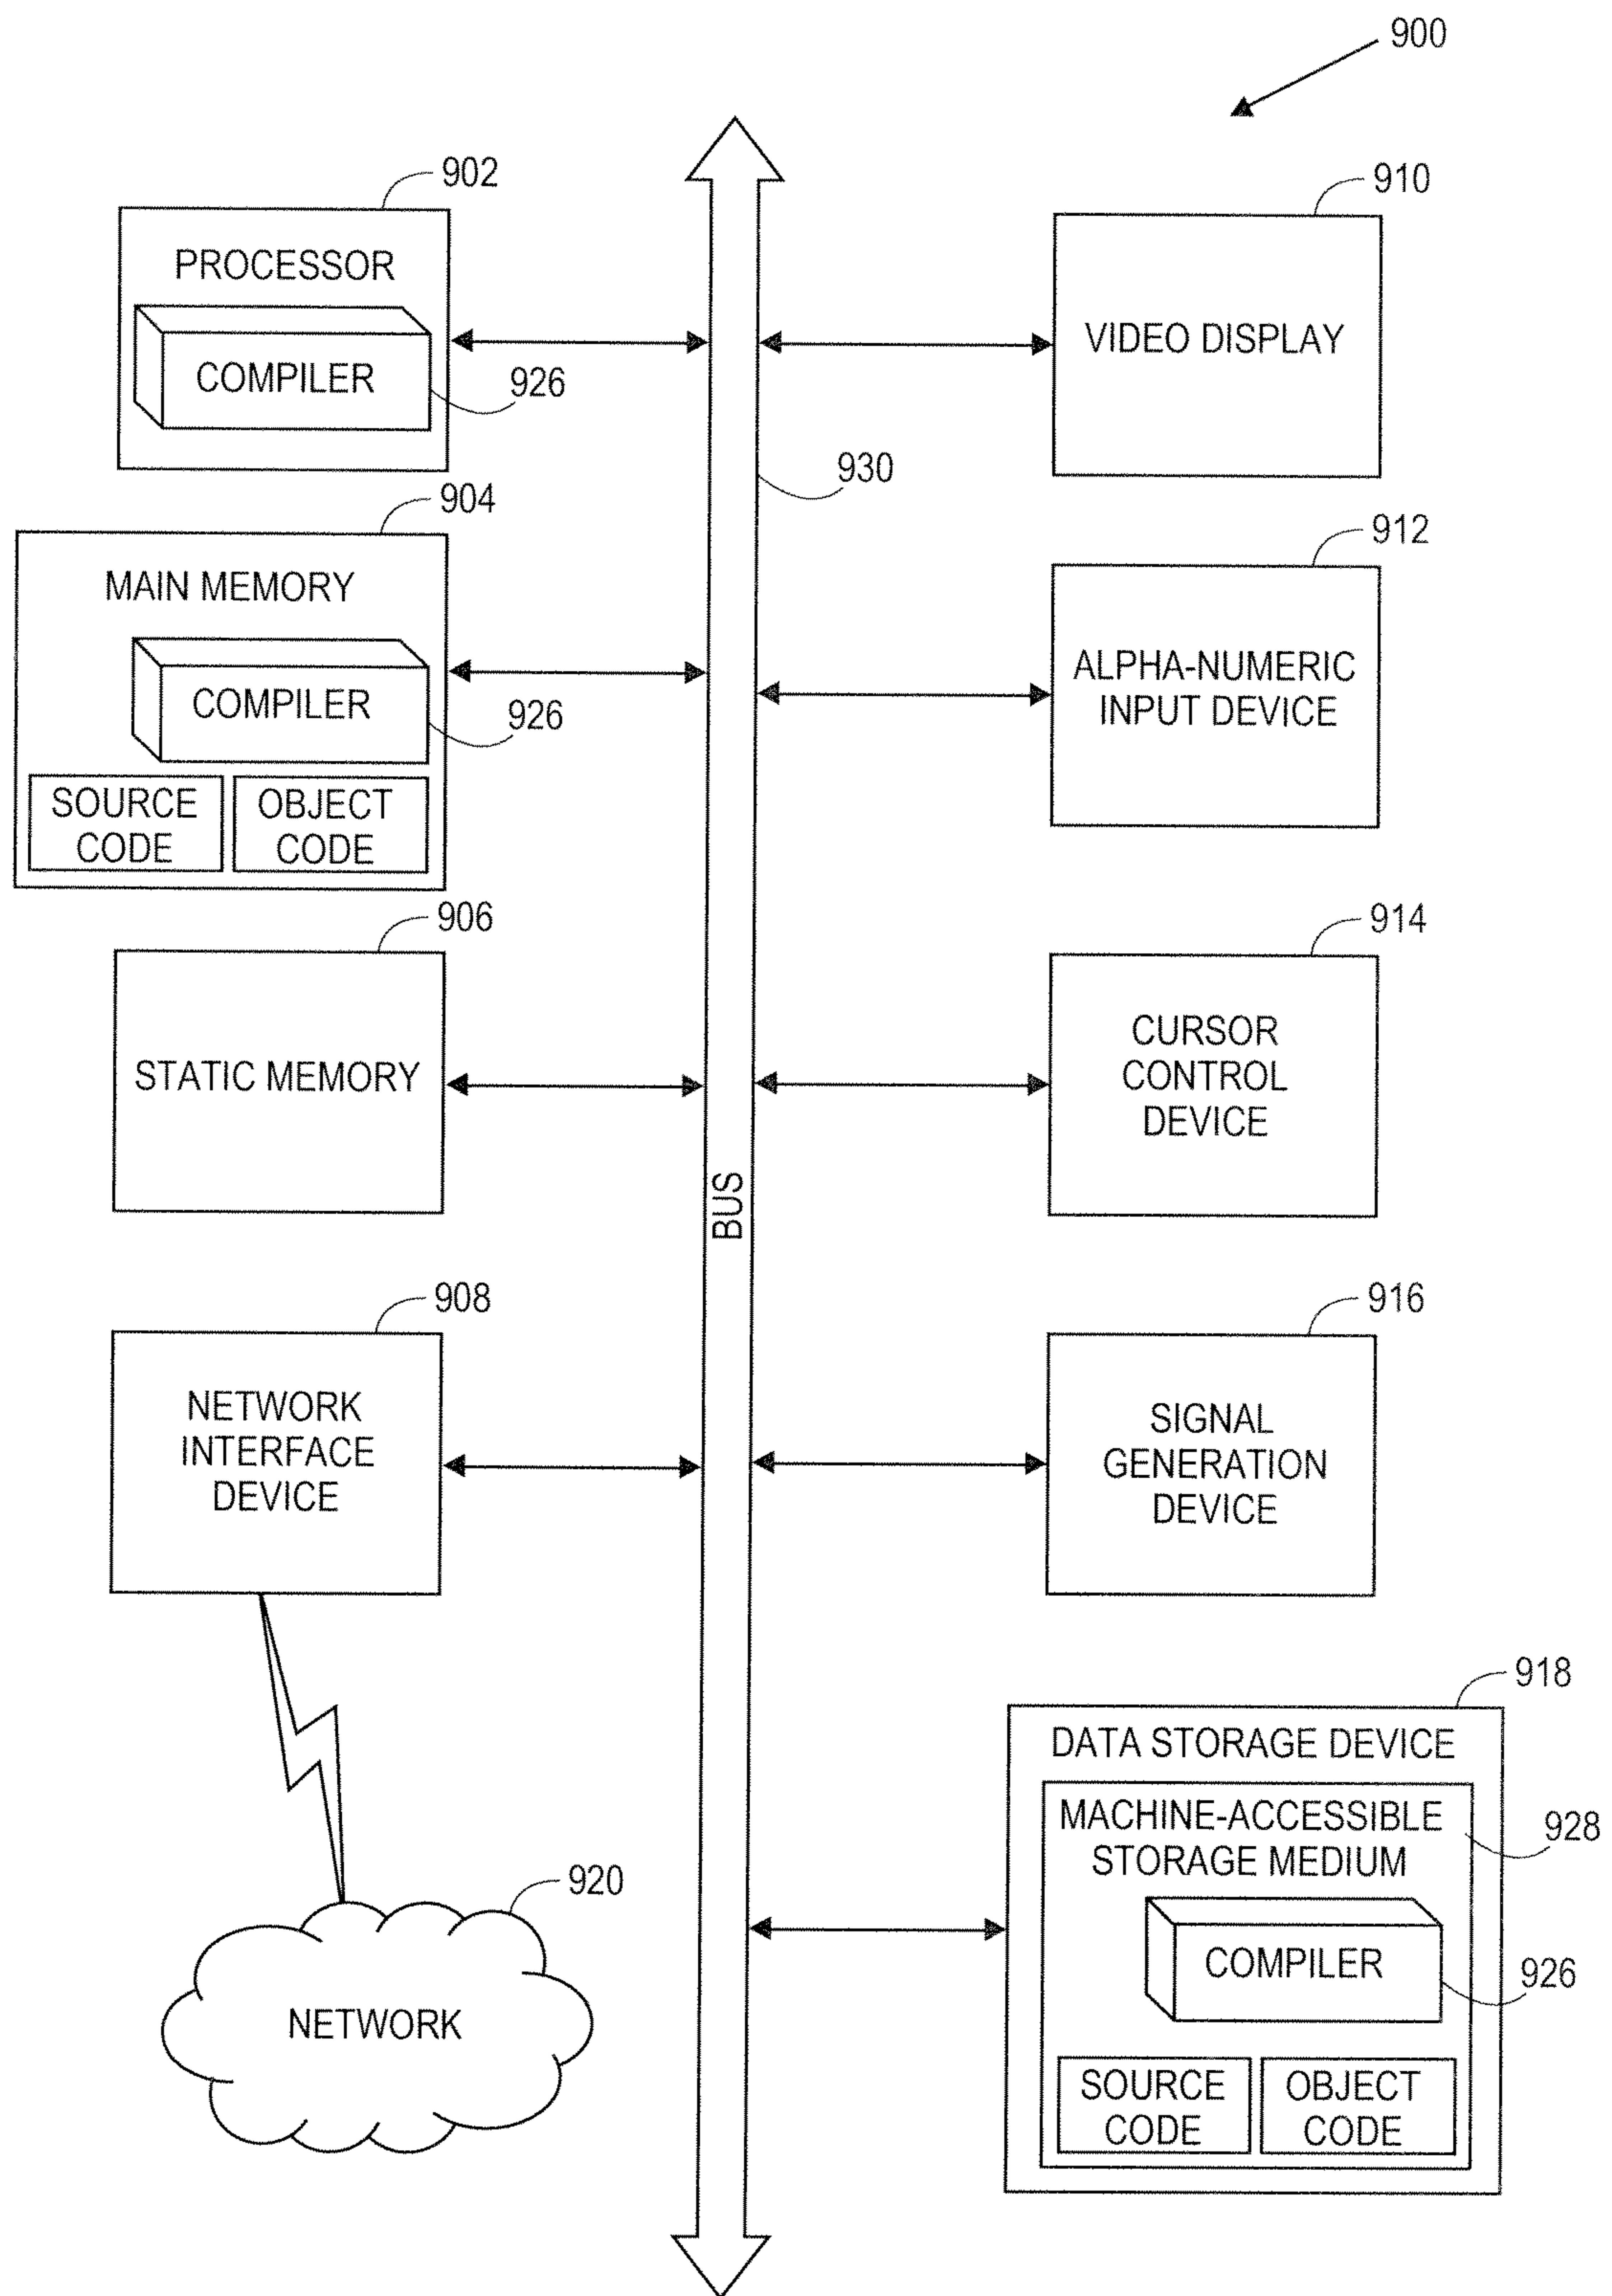 900
902
PROCESSOR
COMPILER
926
910
VIDEO DISPLAY
930
904
MAIN MEMORY
COMPILER
926
SOURCE
CODE
OBJECT
CODE
912
ALPHA-NUMERIC
INPUT DEVICE
906
STATIC MEMORY
914
CURSOR
CONTROL
DEVICE
BUS
908
NETWORK
INTERFACE
DEVICE
916
SIGNAL
GENERATION
DEVICE
918
DATA STORAGE DEVICE
MACHINE-ACCESSIBLE
STORAGE MEDIUM
928
COMPILER
926
SOURCE
CODE
OBJECT
CODE
920
NETWORK